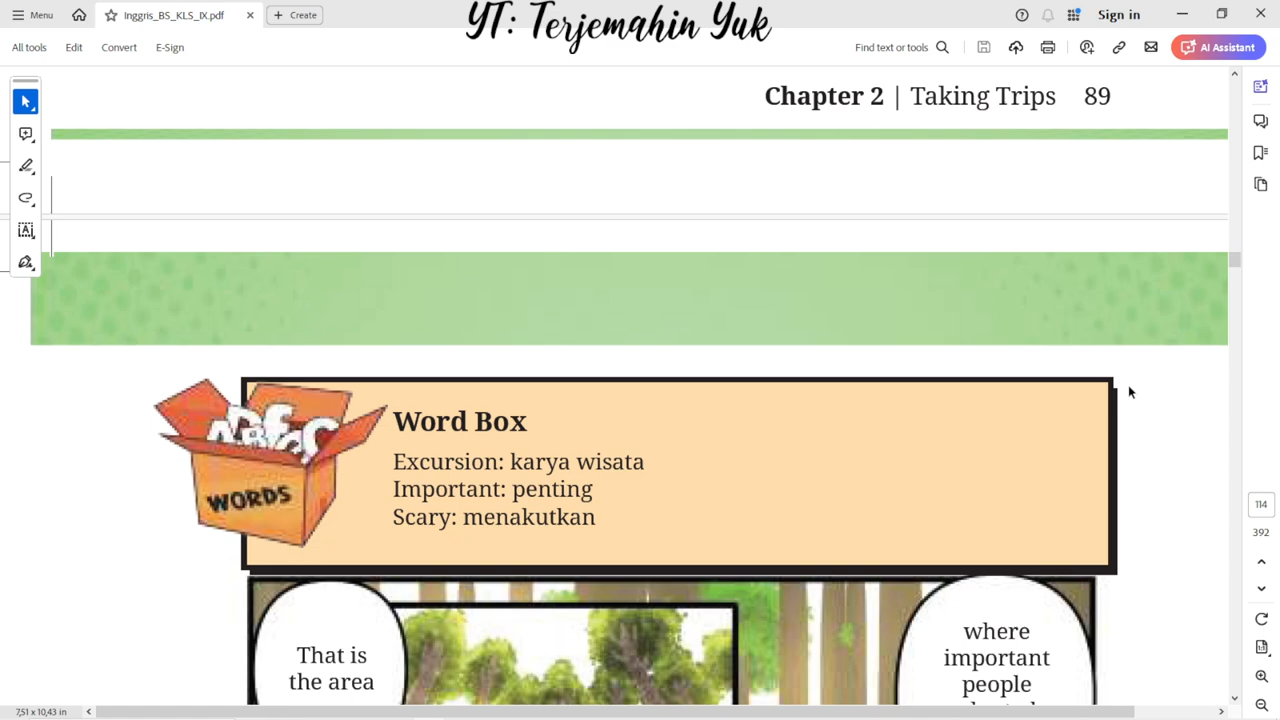 Menu
Inggris_BS_KLS_IX.pdf
Create
YT: Terjemahin Yuk
Sign in
All tools
Edit
Convert
E-Sign
Find text or tools
AI Assistant
Chapter 2 | Taking Trips 89
Word Box
Excursion: karya wisata
Important: penting
Scary: menakutkan
WORDS
That is
the area
where
important
people
114
392
7,51 x 10,43 in